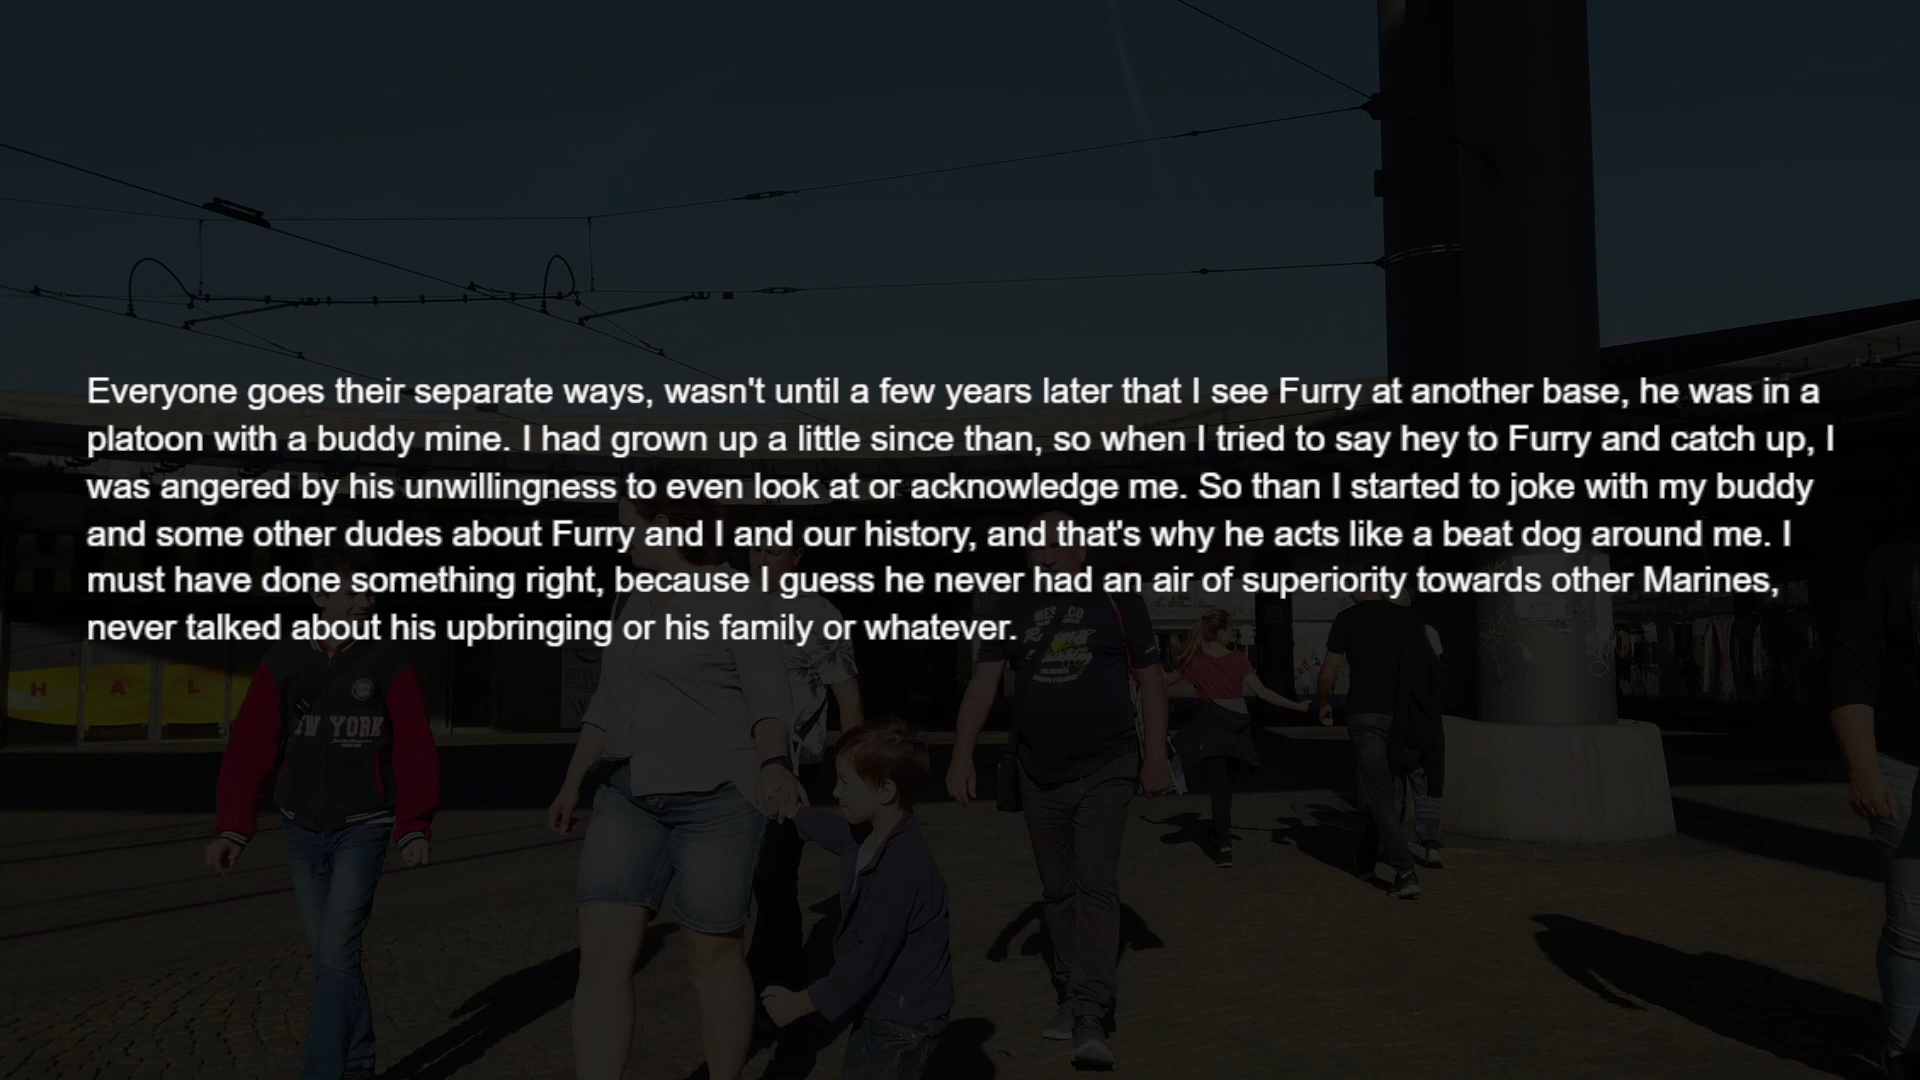 Everyone goes their separate ways, wasn't until a few years later that I see Furry at another base, he was in a
platoon with a buddy mine. I had grown up a little since than, so when I tried to say hey to Furry and catch up, I
was angered by his unwillingness to even look at or acknowledge me. So than I started to joke with my buddy
and some other dudes about Furry and I and our history, and that's why he acts like a beat dog around me. I
must have done something right, because I guess he never had an air of superiority towards other Marines,
never talked about his upbringing or his family or whatever.
H A L
YORK